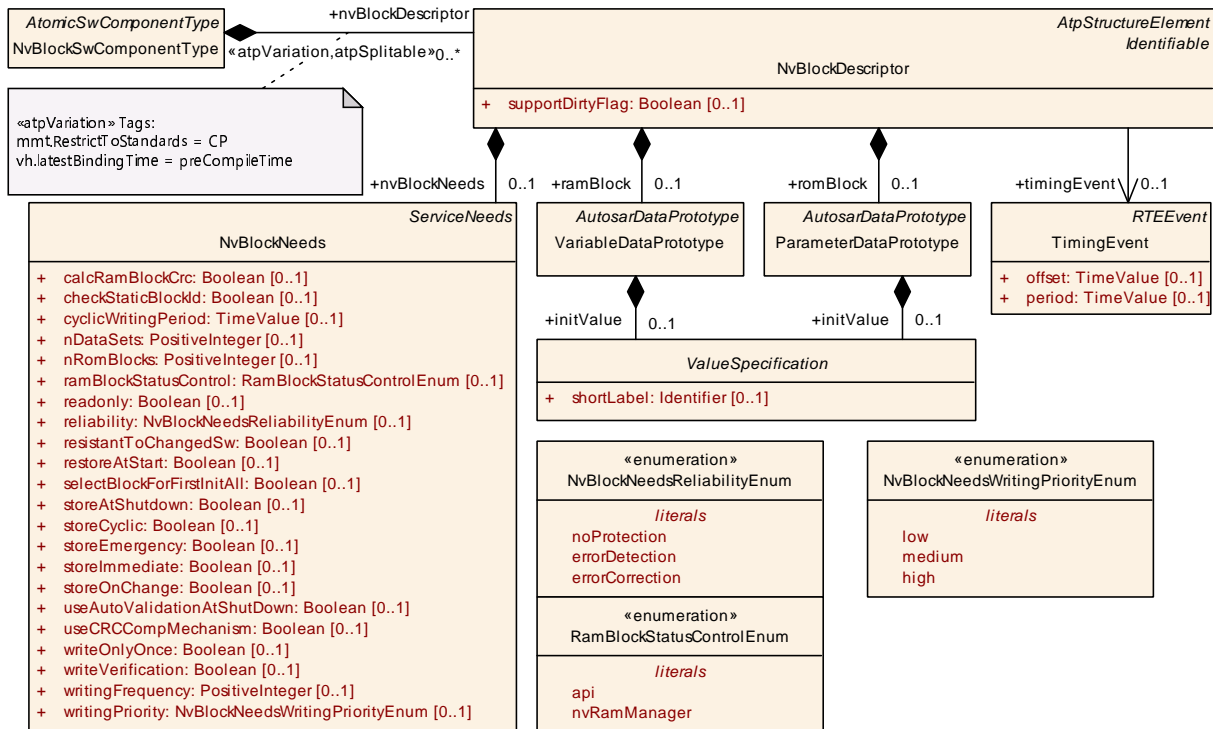 AtomicSwComponentType
NvBlockSwComponentType
+nvBlockDescriptor
«atpVariation,atpSplitable»
0..*
AtpStructureElement
Identifiable
NvBlockDescriptor
+ supportDirtyFlag: Boolean [0..1]
«atpVariation» Tags:
mmt.RestrictToStandards = CP
vh.latestBindingTime = preCompileTime
+nvBlockNeeds
0..1
+ramBlock
0..1
+romBlock
0..1
+timingEvent
0..1
ServiceNeeds
NvBlockNeeds
+ calcRamBlockCrc: Boolean [0..1]
+ checkStaticBlockId: Boolean [0..1]
+ cyclicWritingPeriod: TimeValue [0..1]
+ nDataSets: PositiveInteger [0..1]
+ nRomBlocks: PositiveInteger [0..1]
+ ramBlockStatusControl: RamBlockStatusControlEnum [0..1]
+ readonly: Boolean [0..1]
+ reliability: NvBlockNeedsReliabilityEnum [0..1]
+ resistantToChangedSw: Boolean [0..1]
+ restoreAtStart: Boolean [0..1]
+ selectBlockForFirstInitAll: Boolean [0..1]
+ storeAtShutdown: Boolean [0..1]
+ storeCyclic: Boolean [0..1]
+ storeEmergency: Boolean [0..1]
+ storeImmediate: Boolean [0..1]
+ storeOnChange: Boolean [0..1]
+ useAutoValidationAtShutDown: Boolean [0..1]
+ useCRCCompMechanism: Boolean [0..1]
+ writeOnlyOnce: Boolean [0..1]
+ writeVerification: Boolean [0..1]
+ writingFrequency: PositiveInteger [0..1]
+ writingPriority: NvBlockNeedsWritingPriorityEnum [0..1]
AutosarDataPrototype
VariableDataPrototype
AutosarDataPrototype
ParameterDataPrototype
RTEEvent
TimingEvent
+ offset: TimeValue [0..1]
+ period: TimeValue [0..1]
+initValue
0..1
+initValue
0..1
ValueSpecification
+ shortLabel: Identifier [0..1]
«enumeration»
NvBlockNeedsReliabilityEnum
literals
noProtection
errorDetection
errorCorrection
«enumeration»
NvBlockNeedsWritingPriorityEnum
literals
low
medium
high
«enumeration»
RamBlockStatusControlEnum
literals
api
nvRamManager